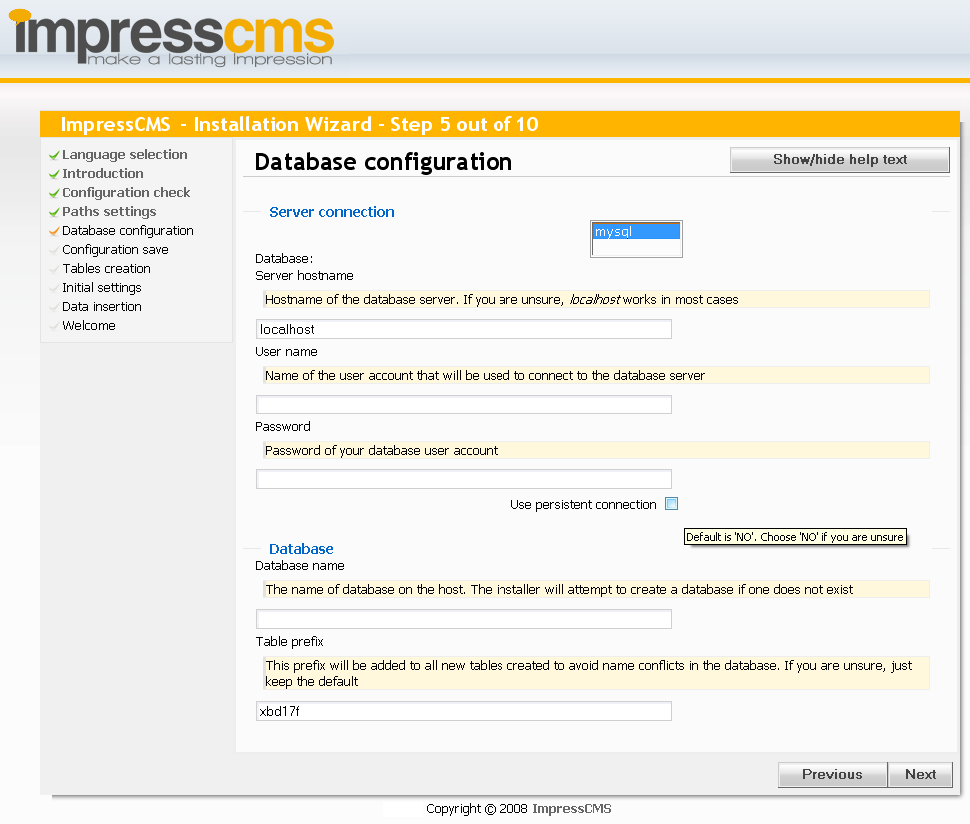 impresscms
make a lasting impression
ImpressCMS - Installation Wizard - Step 5 out of 10
Language selection
Introduction
Configuration check
Paths settings
Database configuration
Configuration save
Tables creation
Initial settings
Data insertion
Welcome
Database configuration
Show/hide help text
Server connection
mysql
Database:
Server hostname
Hostname of the database server. If you are unsure, localhost works in most cases
localhost
User name
Name of the user account that will be used to connect to the database server
Password
Password of your database user account
Use persistent connection
Default is 'NO'. Choose 'NO' if you are unsure
Database
Database name
The name of database on the host. The installer will attempt to create a database if one does not exist
Table prefix
This prefix will be added to all new tables created to avoid name conflicts in the database. If you are unsure, just
keep the default
xbd17f
Previous
Next
Copyright © 2008 ImpressCMS